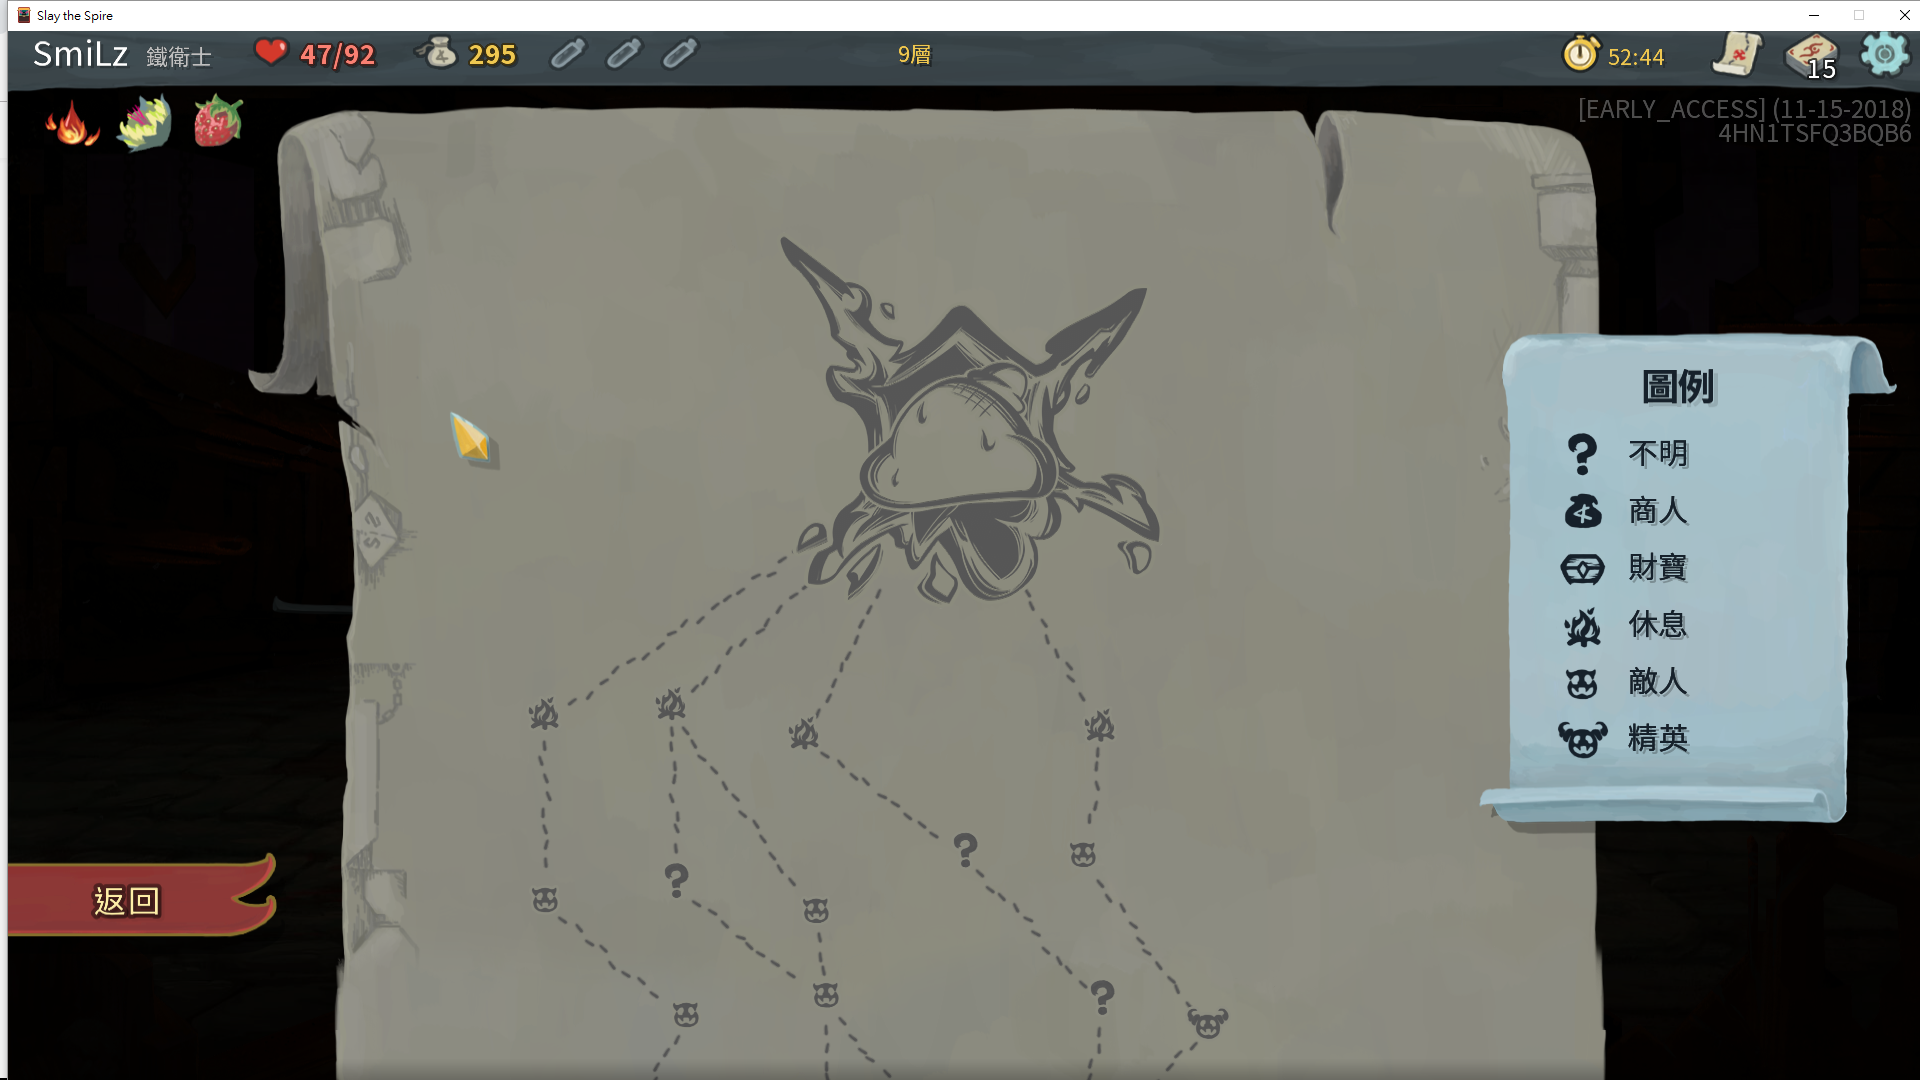 Slay the Spire
SmiLz 鐵衛士 47/92 295 9層 52:44 15
[EARLY_ACCESS] (11-15-2018)
4HN1TSFQ3BQB6
圖例
不明
商人
財寶
休息
敵人
精英
返回